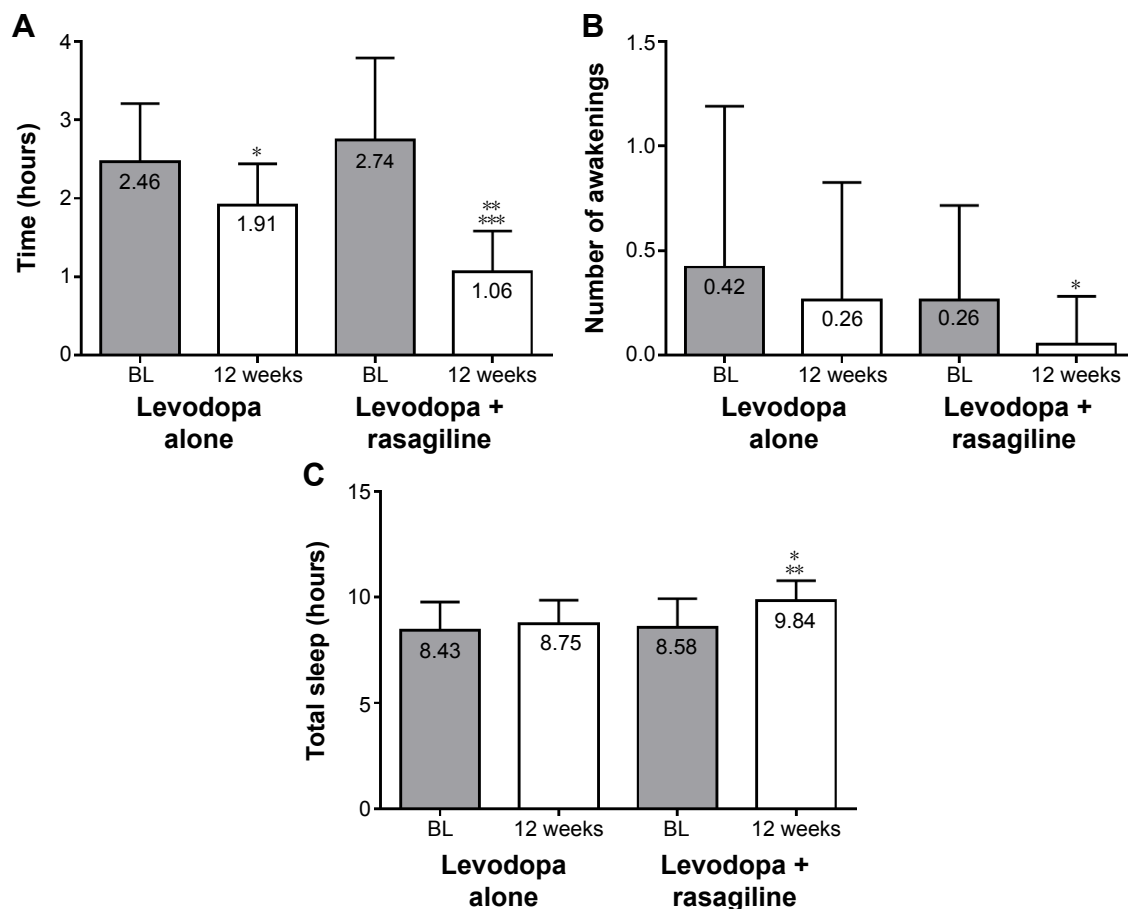 A
Time (hours)
4
3
2
1
0
2.46
*
1.91
2.74
**
***
1.06
BL
12 weeks
BL
12 weeks
Levodopa
alone
Levodopa +
rasagiline
B
Number of awakenings
1.5
1.0
0.5
0.0
0.42
0.26
0.26
*
BL
12 weeks
BL
12 weeks
Levodopa
alone
Levodopa +
rasagiline
C
Total sleep (hours)
15
10
5
0
8.43
8.75
8.58
*
**
9.84
BL
12 weeks
BL
12 weeks
Levodopa
alone
Levodopa +
rasagiline